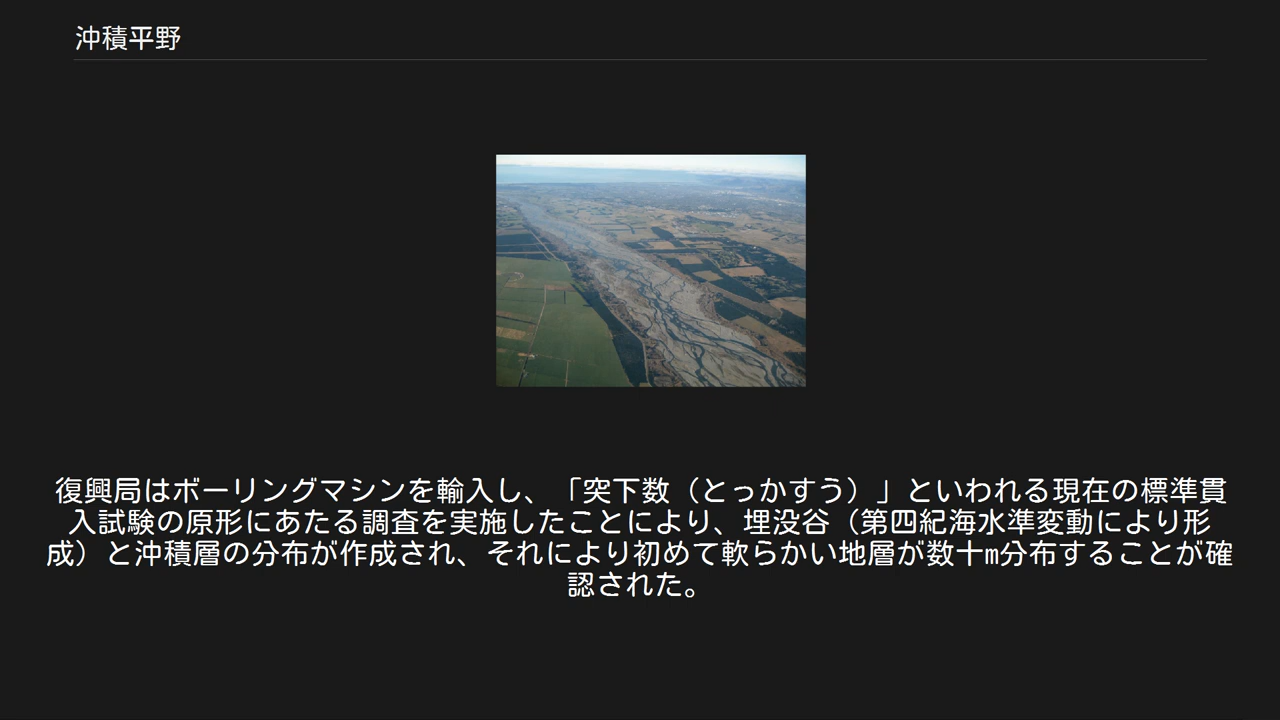 沖積平野
復興局はボーリングマシンを輸入し、「突下数（とっかすう）」といわれる現在の標準貫
入試験の原形にあたる調査を実施したことにより、埋没谷（第四紀海水準変動により形
成）と沖積層の分布が作成され、それにより初めて軟らかい地層が数十m分布することが確
認された。